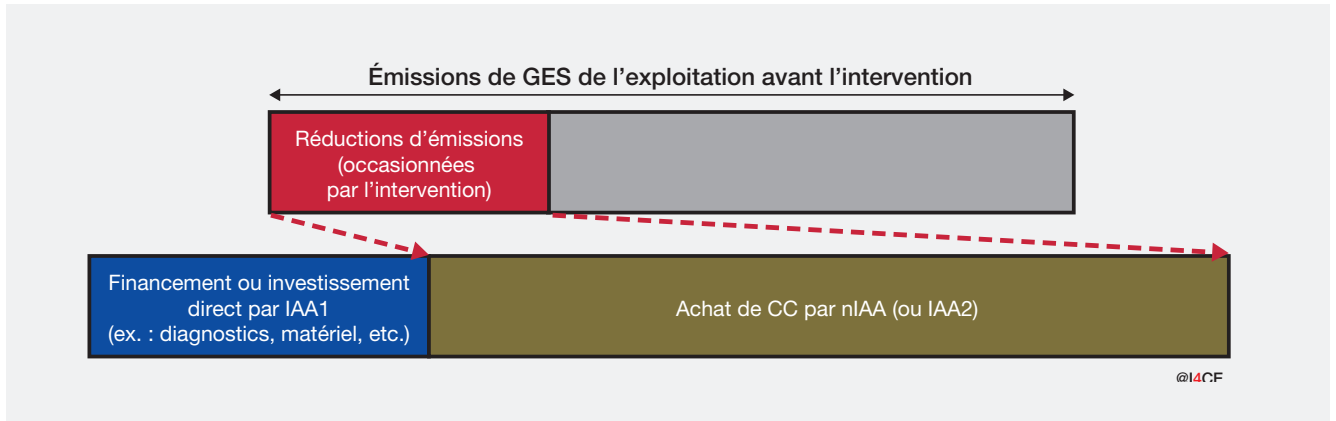 Émissions de GES de l’exploitation avant l’intervention
Réductions d’émissions
(occasionnées
par l’intervention)
Financement ou investissement
direct par IAA1
(ex. : diagnostics, matériel, etc.)
Achat de CC par nIAA (ou IAA2)
@I4CE